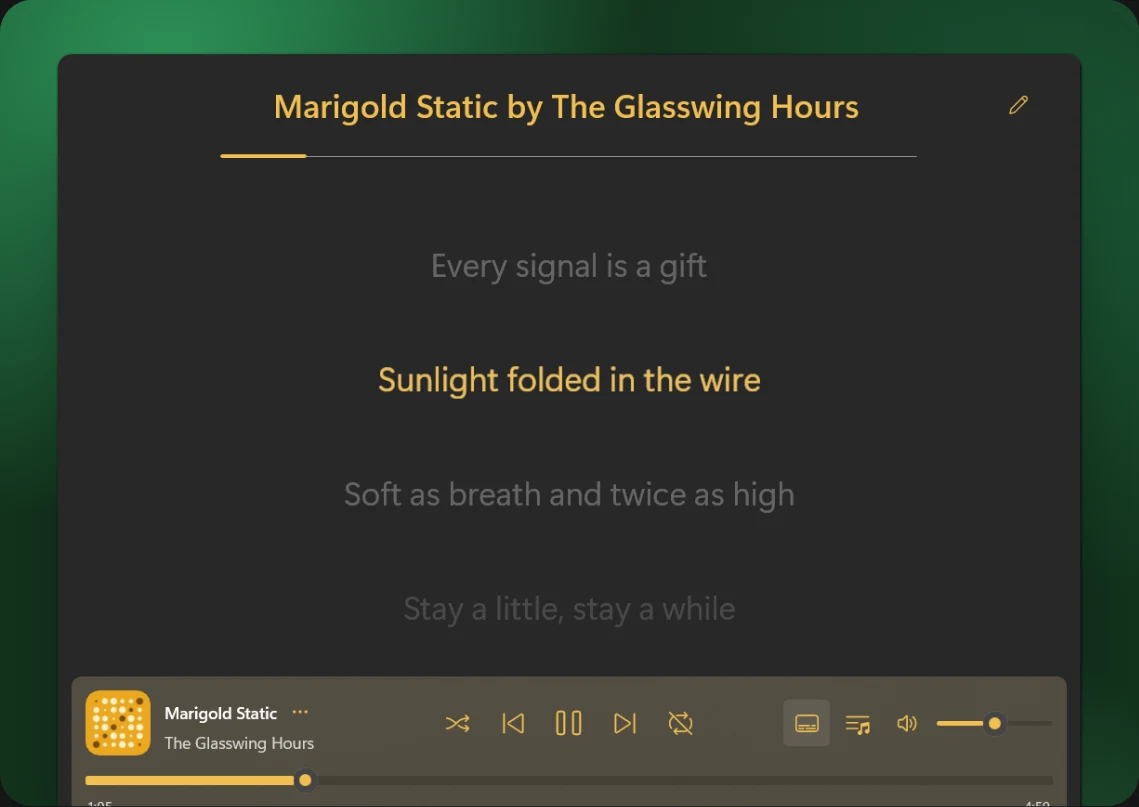 Marigold Static by The Glasswing Hours
Every signal is a gift
Sunlight folded in the wire
Soft as breath and twice as high
Stay a little, stay a while
Marigold Static ...
The Glasswing Hours